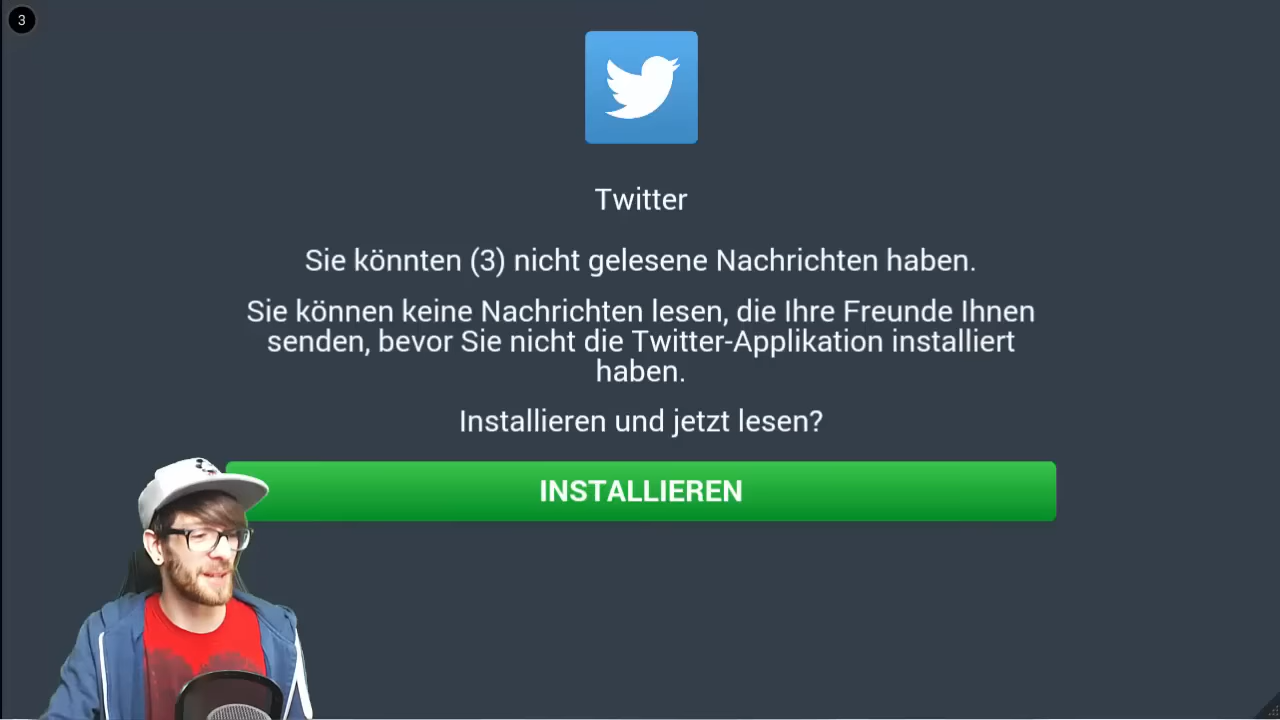 3
Twitter
Sie könnten (3) nicht gelesene Nachrichten haben.
Sie können keine Nachrichten lesen, die Ihre Freunde Ihnen
senden, bevor Sie nicht die Twitter-Applikation installiert
haben.
Installieren und jetzt lesen?
INSTALLIEREN